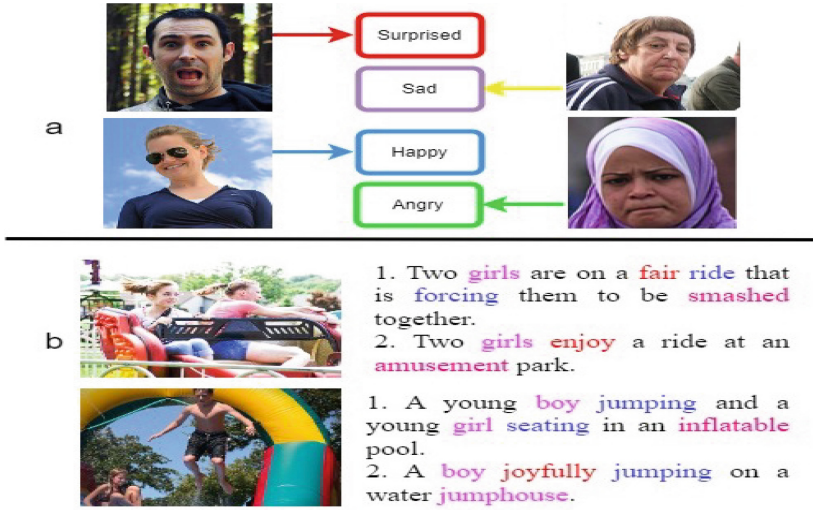 Surprised
Sad
a
Happy
Angry
b
1. Two girls are on a fair ride that
is forcing them to be smashed
together.
2. Two girls enjoy a ride at an
amusement park.
1. A young boy jumping and a
young girl seating in an inflatable
pool.
2. A boy joyfully jumping on a
water jumphouse.